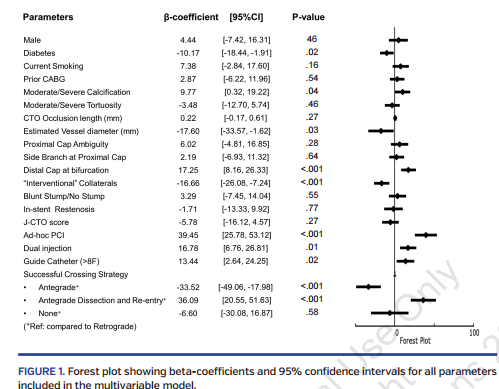 Parameters β-coefficient [95%CI] P-value
Male 4.44 [-7.42, 16.31] 46
Diabetes -10.17 [-18.44, -1.91] .02
Current Smoking 7.38 [-2.84, 17.60] .16
Prior CABG 2.87 [-6.22, 11.96] .54
Moderate/Severe Calcification 9.77 [0.32, 19.22] .04
Moderate/Severe Tortuosity -3.48 [-12.70, 5.74] .46
CTO Occlusion length (mm) 0.22 [-0.17, 0.61] .27
Estimated Vessel diameter (mm) -17.60 [-33.57, -1.62] .03
Proximal Cap Ambiguity 6.02 [-4.81, 16.85] .28
Side Branch at Proximal Cap 2.19 [-6.93, 11.32] .64
Distal Cap at bifurcation 17.25 [8.16, 26.33] <.001
"Interventional" Collaterals -16.66 [-26.08, -7.24] <.001
Blunt Stump/No Stump 3.29 [-7.45, 14.04] .55
In-stent Restenosis -1.71 [-13.33, 9.92] .77
J-CTO score -5.78 [-16.12, 4.57] .27
Ad-hoc PCI 39.45 [25.78, 53.12] <.001
Dual injection 16.78 [6.76, 26.81] .01
Guide Catheter (>8F) 13.44 [2.64, 24.25] .02
Successful Crossing Strategy
• Antegrade⁺ -33.52 [-49.06, -17.98] <.001
• Antegrade Dissection and Re-entry⁺ 36.09 [20.55, 51.63] <.001
• None⁺ -6.60 [-30.08, 16.87] .58
(⁺Ref: compared to Retrograde)
0 100
Forest Plot
FIGURE 1. Forest plot showing beta-coefficients and 95% confidence intervals for all parameters
included in the multivariable model.